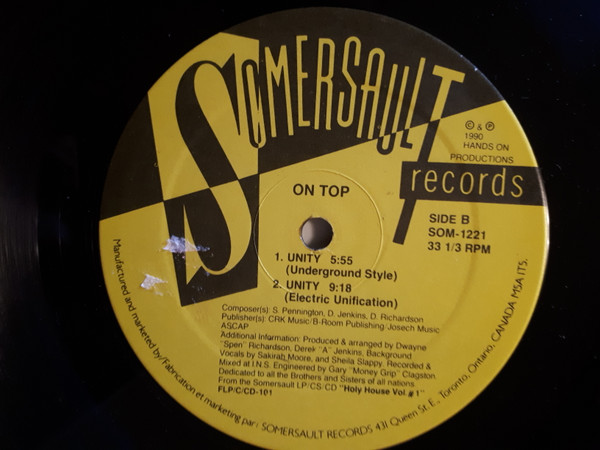 SOMERSAULT
records
© & ℗
1990
HANDS ON
PRODUCTIONS
ON TOP
SIDE B
SOM-1221
33 1/3 RPM
1. UNITY 5:55
(Underground Style)
2. UNITY 9:18
(Electric Unification)
Composer(s): S. Pennington, D. Jenkins, D. Richardson
Publisher(s): CRK Music/B-Room Publishing/Josech Music
ASCAP
Additional Information: Produced & arranged by Dwayne
"Spen" Richardson, Derek "A" Jenkins, Background
Vocals by Sakirah Moore, and Sheila Slappy. Recorded &
Mixed at I.N.S. Engineered by Gary "Money Grip" Clagston.
Dedicated to all the Brothers and Sisters of all nations.
From the Somersault LP/CS/CD "Holy House Vol. #1"
FLP/C/CD-101
Manufactured and marketed by/Fabrication et marketing par: SOMERSAULT RECORDS 431 Queen St. E., Toronto, Ontario, CANADA M5A 1T5.